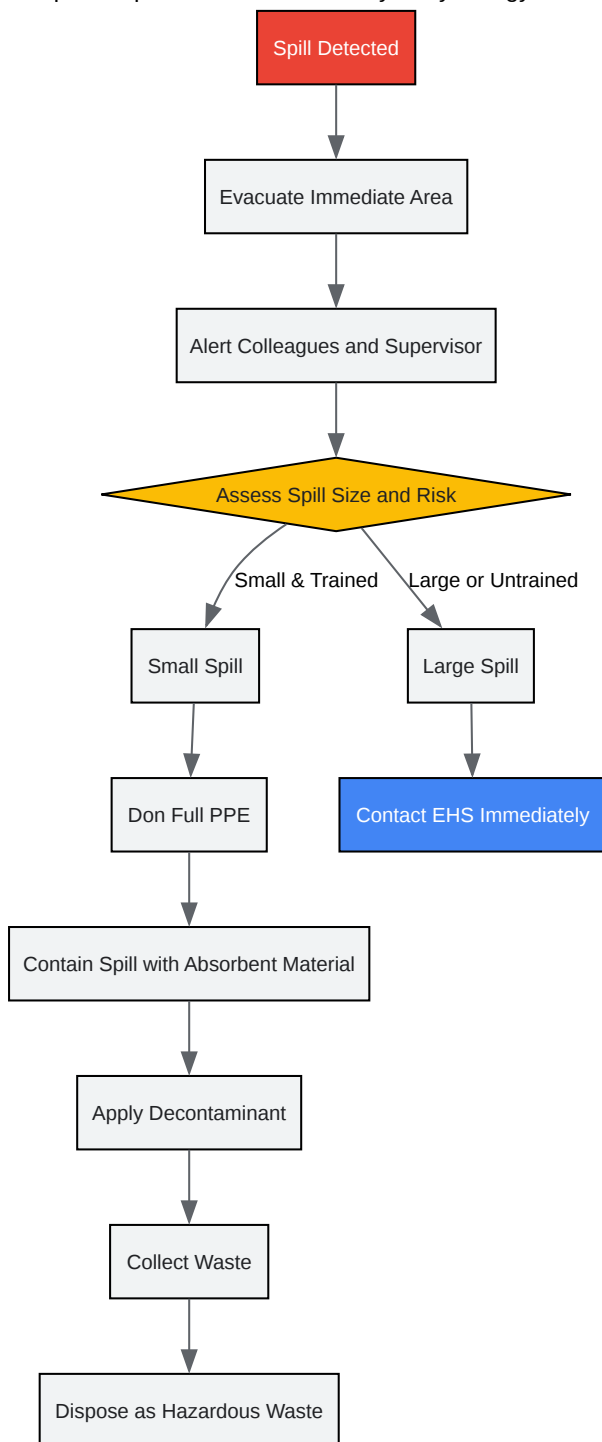 Spill Detected
Evacuate Immediate Area
Alert Colleagues and Supervisor
Assess Spill Size and Risk
Small & Trained
Large or Untrained
Small Spill
Large Spill
Don Full PPE
Contact EHS Immediately
Contain Spill with Absorbent Material
Apply Decontaminant
Collect Waste
Dispose as Hazardous Waste